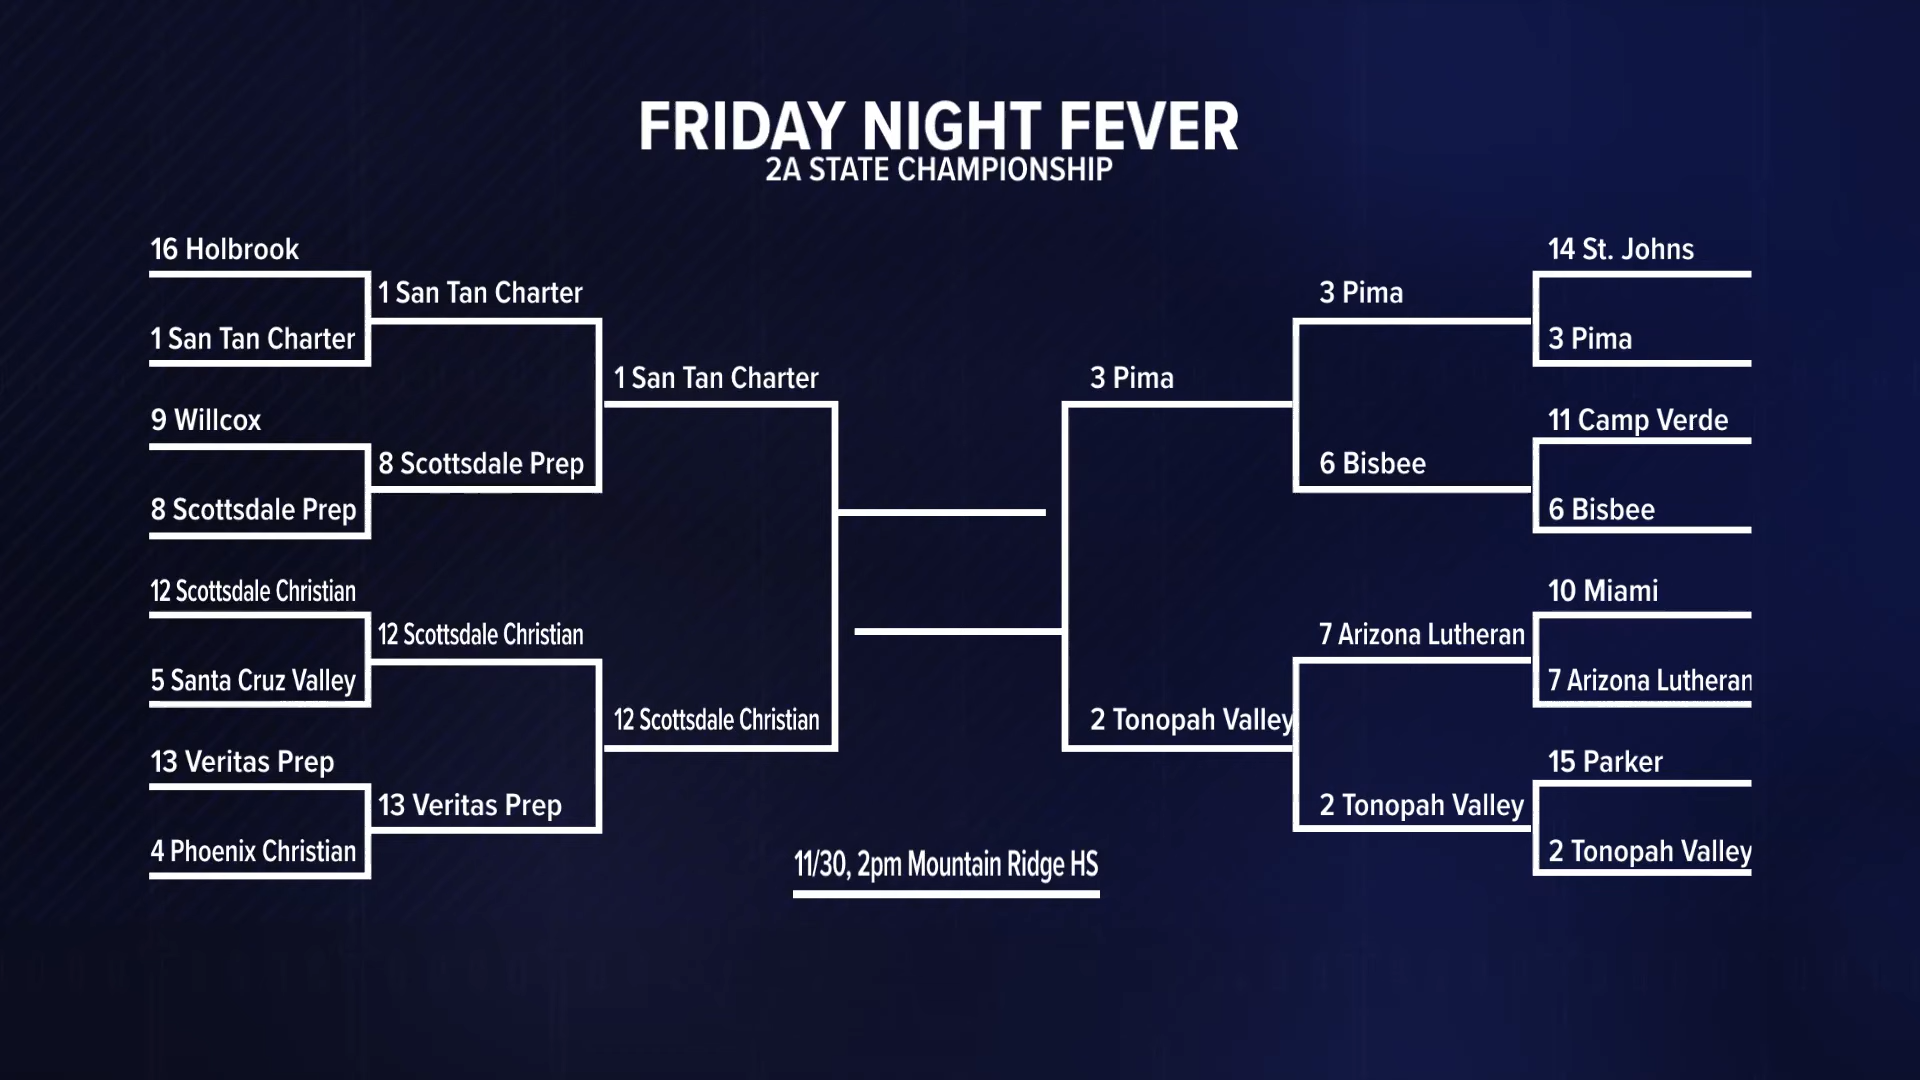 FRIDAY NIGHT FEVER
2A STATE CHAMPIONSHIP
16 Holbrook
1 San Tan Charter
9 Willcox
8 Scottsdale Prep
12 Scottsdale Christian
5 Santa Cruz Valley
13 Veritas Prep
4 Phoenix Christian
1 San Tan Charter
8 Scottsdale Prep
12 Scottsdale Christian
13 Veritas Prep
1 San Tan Charter
12 Scottsdale Christian
3 Pima
2 Tonopah Valley
3 Pima
6 Bisbee
7 Arizona Lutheran
2 Tonopah Valley
14 St. Johns
3 Pima
11 Camp Verde
6 Bisbee
10 Miami
7 Arizona Lutheran
15 Parker
2 Tonopah Valley
11/30, 2pm Mountain Ridge HS